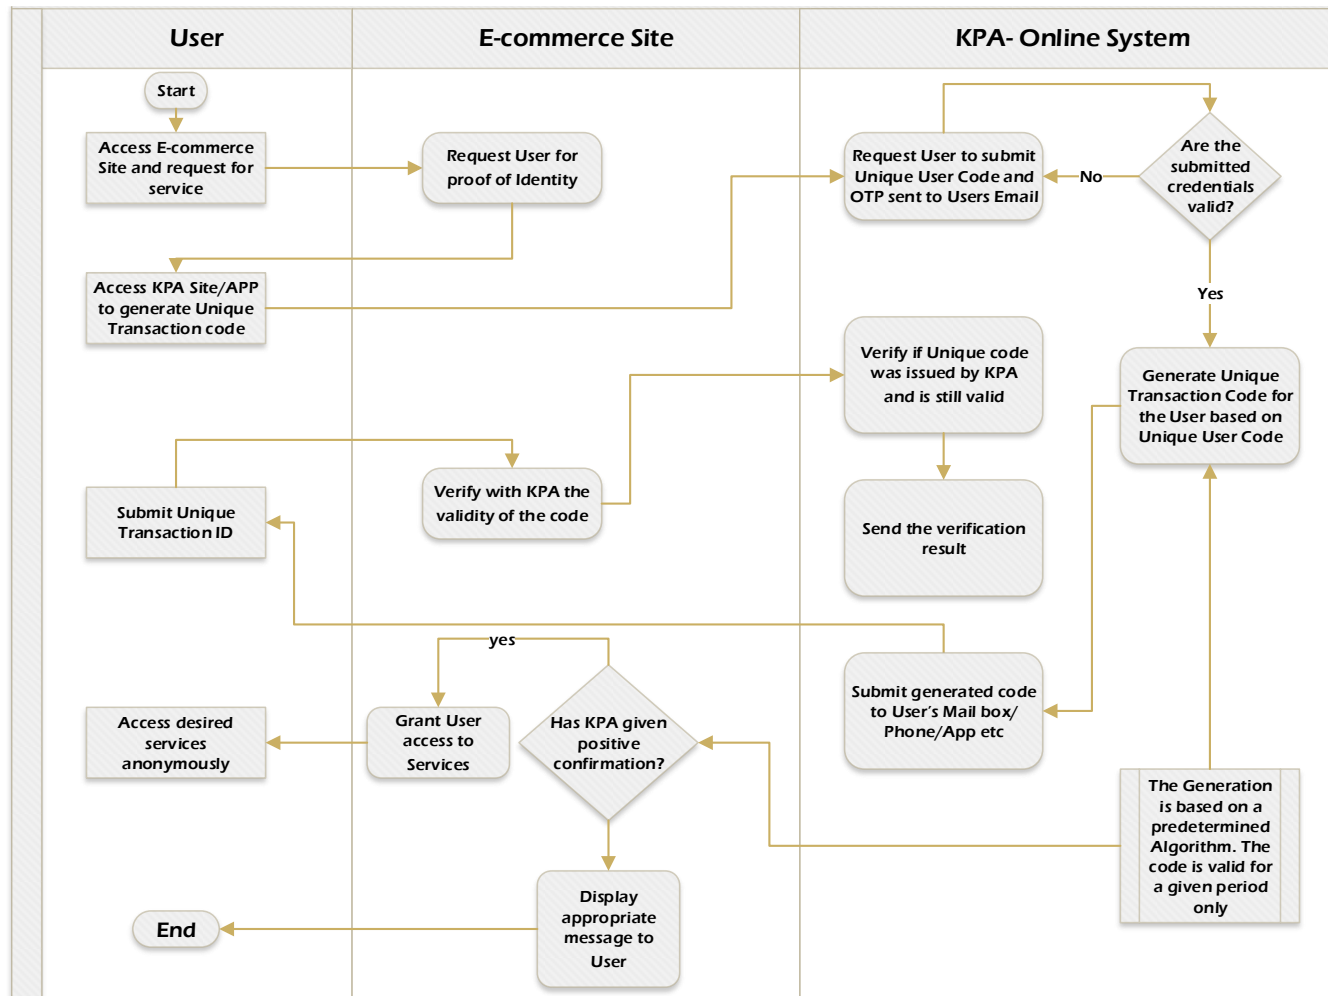 User
E-commerce Site
KPA- Online System
Start
Access E-commerce
Site and request for
service
Request User for
proof of Identity
Request User to submit
Unique User Code and
OTP sent to Users Email
No
Are the
submitted
credentials
valid?
Access KPA Site/APP
to generate Unique
Transaction code
Yes
Verify if Unique code
was issued by KPA
and is still valid
Generate Unique
Transaction Code for
the User based on
Unique User Code
Submit Unique
Transaction ID
Verify with KPA the
validity of the code
Send the verification
result
yes
Access desired
services
anonymously
Grant User
access to
Services
Has KPA given
positive
confirmation?
Submit generated code
to User's Mail box/
Phone/App etc
The Generation
is based on a
predetermined
Algorithm. The
code is valid for
a given period
only
End
Display
appropriate
message to
User